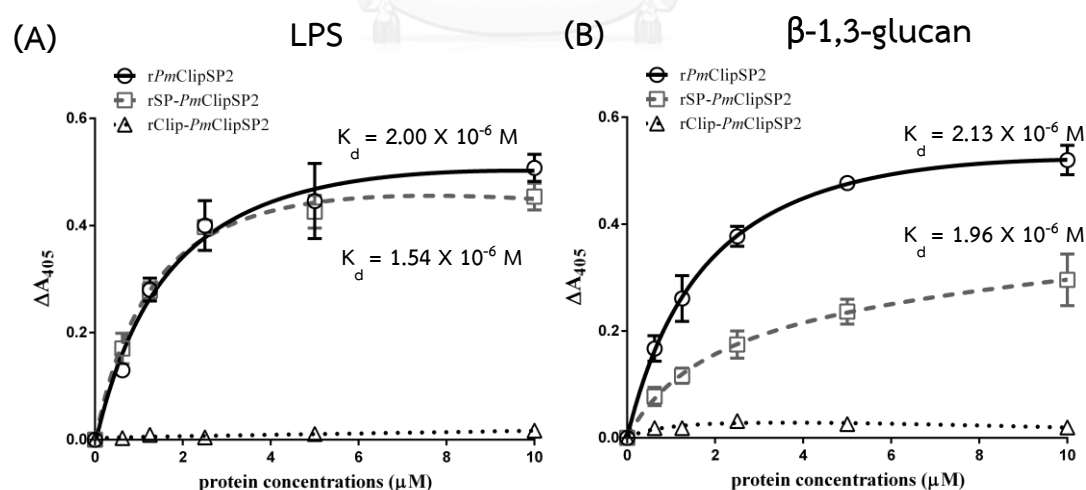 (A) LPS
rPmClipSP2
rSP-PmClipSP2
rClip-PmClipSP2
K_d = 2.00 X 10^-6 M
K_d = 1.54 X 10^-6 M
ΔA405
0.6
0.4
0.2
0.0
0 2 4 6 8 10
protein concentrations (μM)
(B) β-1,3-glucan
rPmClipSP2
rSP-PmClipSP2
rClip-PmClipSP2
K_d = 2.13 X 10^-6 M
K_d = 1.96 X 10^-6 M
ΔA405
0.6
0.4
0.2
0.0
0 2 4 6 8 10
protein concentrations (μM)